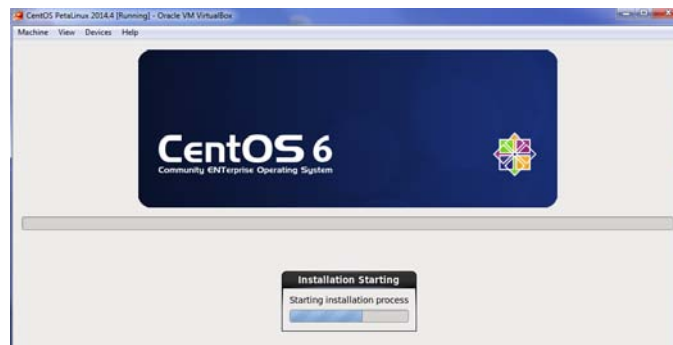 CentOS PetaLinux 2014.4 [Running] - Oracle VM VirtualBox
Machine View Devices Help
CentOS 6
Community ENTerprise Operating System
Installation Starting
Starting installation process